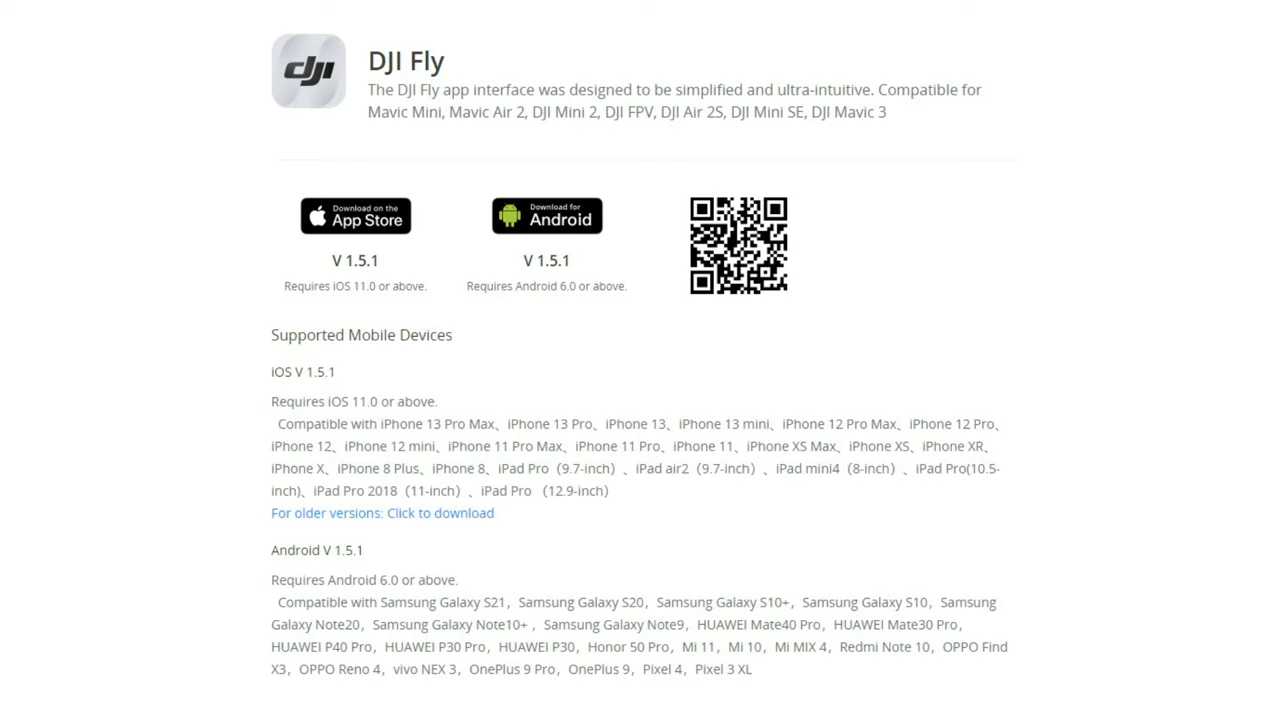 dji
DJI Fly
The DJI Fly app interface was designed to be simplified and ultra-intuitive. Compatible for
Mavic Mini, Mavic Air 2, DJI Mini 2, DJI FPV, DJI Air 2S, DJI Mini SE, DJI Mavic 3
Download on the
App Store
Download for
Android
V 1.5.1
V 1.5.1
Requires iOS 11.0 or above.
Requires Android 6.0 or above.
Supported Mobile Devices
iOS V 1.5.1
Requires iOS 11.0 or above.
Compatible with iPhone 13 Pro Max、iPhone 13 Pro、iPhone 13、iPhone 13 mini、iPhone 12 Pro Max、iPhone 12 Pro、
iPhone 12、iPhone 12 mini、iPhone 11 Pro Max、iPhone 11 Pro、iPhone 11、iPhone XS Max、iPhone XS、iPhone XR、
iPhone X、iPhone 8 Plus、iPhone 8、iPad Pro（9.7-inch）、iPad air2（9.7-inch）、iPad mini4（8-inch）、iPad Pro(10.5-
inch)、iPad Pro 2018（11-inch）、iPad Pro （12.9-inch）
For older versions: Click to download
Android V 1.5.1
Requires Android 6.0 or above.
Compatible with Samsung Galaxy S21，Samsung Galaxy S20，Samsung Galaxy S10+，Samsung Galaxy S10，Samsung
Galaxy Note20，Samsung Galaxy Note10+ ，Samsung Galaxy Note9，HUAWEI Mate40 Pro，HUAWEI Mate30 Pro，
HUAWEI P40 Pro，HUAWEI P30 Pro，HUAWEI P30，Honor 50 Pro，Mi 11，Mi 10，Mi MIX 4，Redmi Note 10，OPPO Find
X3，OPPO Reno 4，vivo NEX 3，OnePlus 9 Pro，OnePlus 9，Pixel 4，Pixel 3 XL